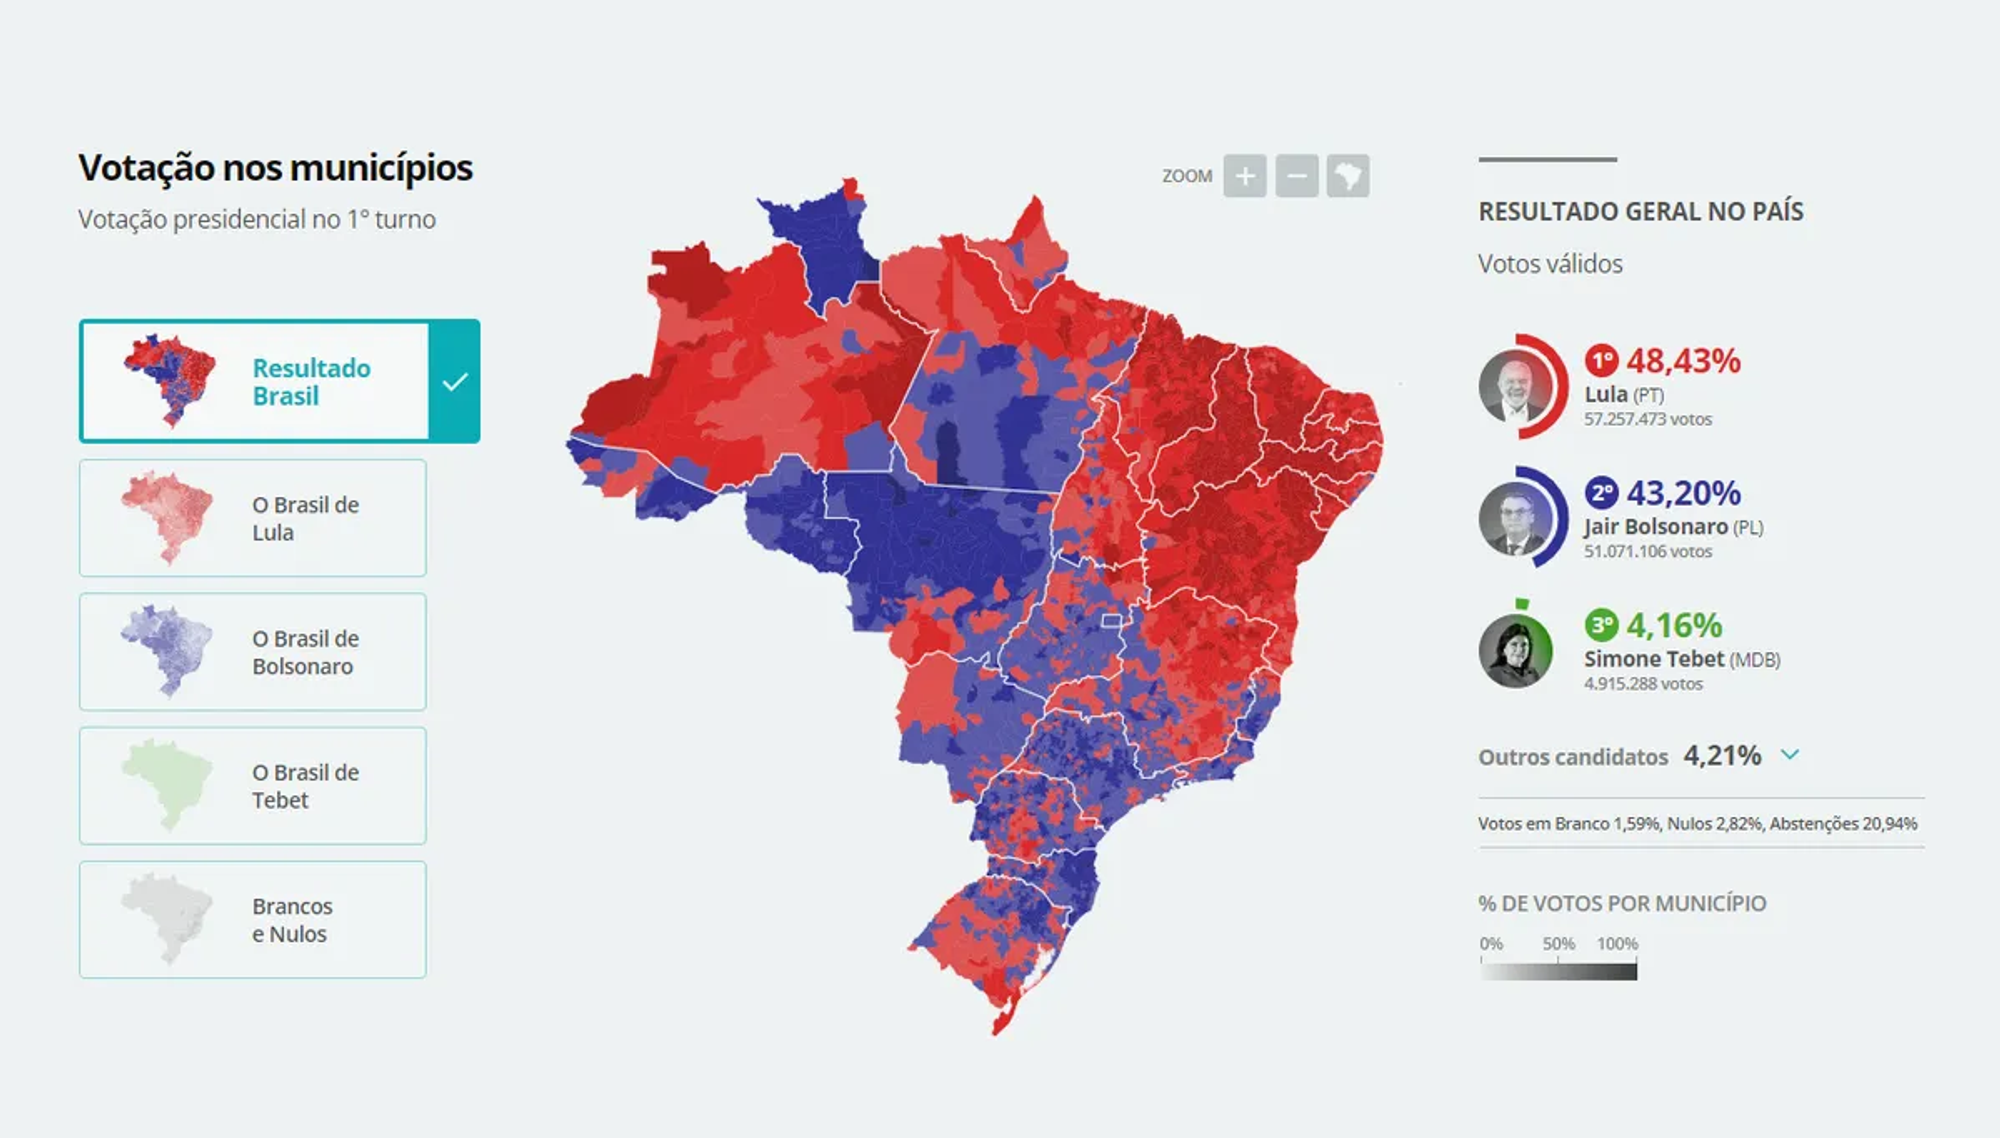 Votação nos municípios
Votação presidencial no 1º turno
Resultado
Brasil
O Brasil de
Lula
O Brasil de
Bolsonaro
O Brasil de
Tebet
Brancos
e Nulos
ZOOM + −
RESULTADO GERAL NO PAÍS
Votos válidos
1º 48,43%
Lula (PT)
57.257.473 votos
2º 43,20%
Jair Bolsonaro (PL)
51.071.106 votos
3º 4,16%
Simone Tebet (MDB)
4.915.288 votos
Outros candidatos 4,21%
Votos em Branco 1,59%, Nulos 2,82%, Abstenções 20,94%
% DE VOTOS POR MUNICÍPIO
0% 50% 100%